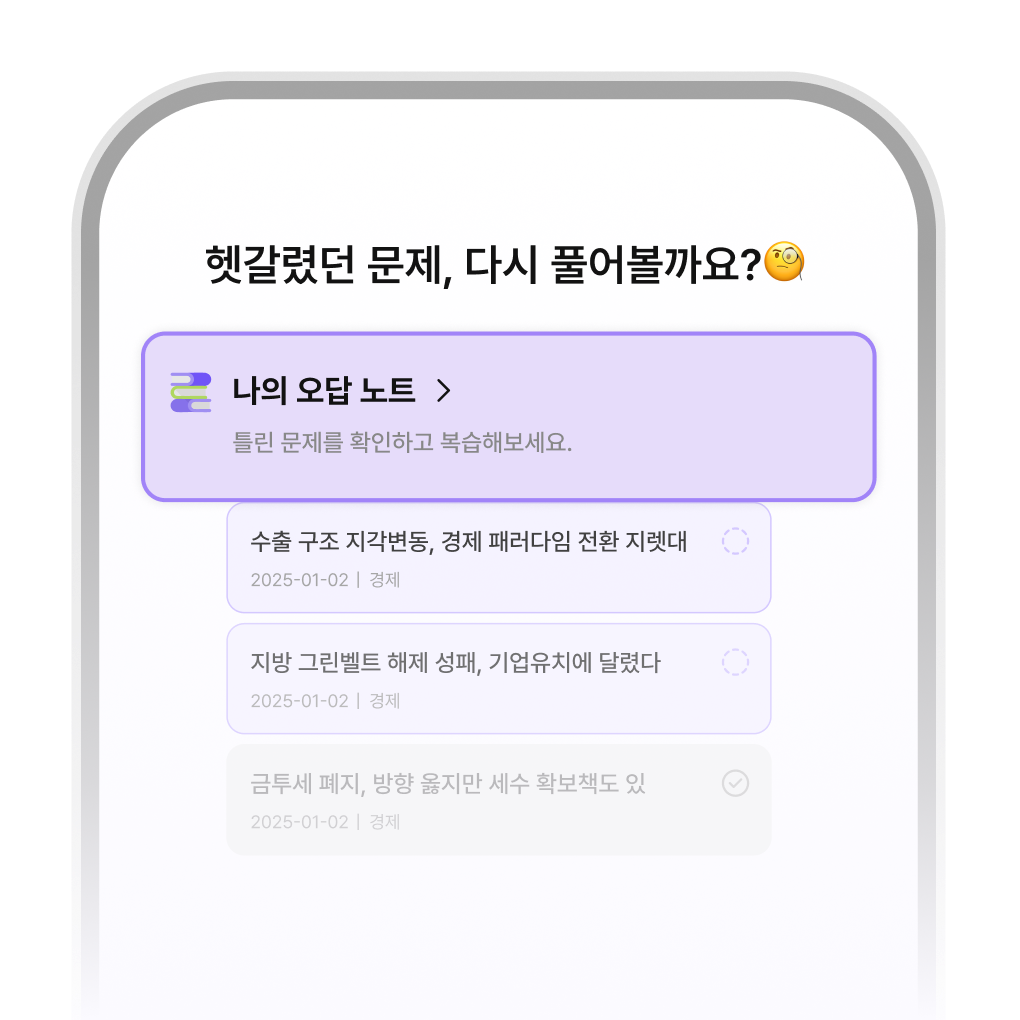 헷갈렸던 문제, 다시 풀어볼까요?🧐
나의 오답 노트 >
틀린 문제를 확인하고 복습해보세요.
수출 구조 지각변동, 경제 패러다임 전환 지렛대
2025-01-02 | 경제
지방 그린벨트 해제 성패, 기업유치에 달렸다
2025-01-02 | 경제
금투세 폐지, 방향 옳지만 세수 확보책도 있
2025-01-02 | 경제